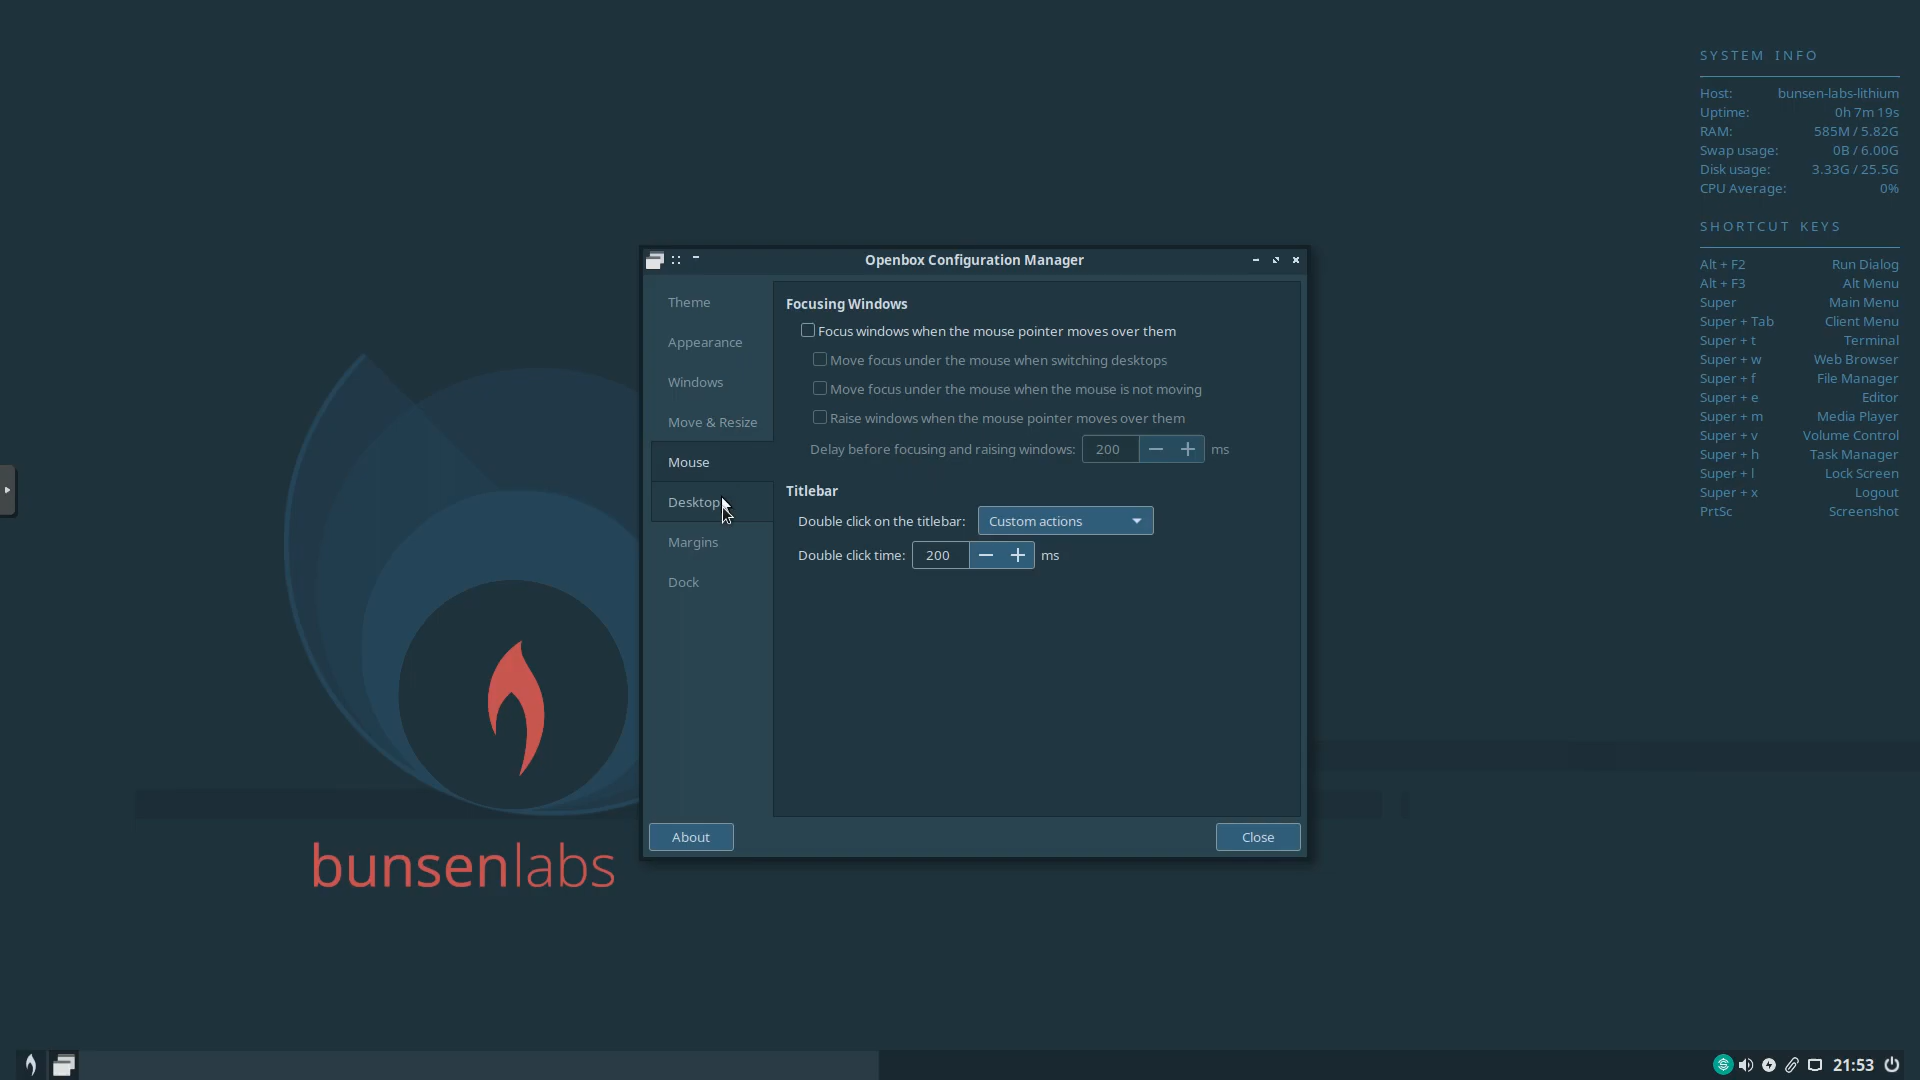 SYSTEM INFO
Host: bunsen-labs-lithium
Uptime: 0h 7m 19s
RAM: 585M / 5.82G
Swap usage: 0B / 6.00G
Disk usage: 3.33G / 25.5G
CPU Average: 0%
SHORTCUT KEYS
Alt + F2 Run Dialog
Alt + F3 Alt Menu
Super Main Menu
Super + Tab Client Menu
Super + t Terminal
Super + w Web Browser
Super + f File Manager
Super + e Editor
Super + m Media Player
Super + v Volume Control
Super + h Task Manager
Super + l Lock Screen
Super + x Logout
PrtSc Screenshot
Openbox Configuration Manager
Theme
Appearance
Windows
Move & Resize
Mouse
Desktop
Margins
Dock
Focusing Windows
Focus windows when the mouse pointer moves over them
Move focus under the mouse when switching desktops
Move focus under the mouse when the mouse is not moving
Raise windows when the mouse pointer moves over them
Delay before focusing and raising windows: 200 ms
Titlebar
Double click on the titlebar: Custom actions
Double click time: 200 ms
About
Close
bunsenlabs
21:53